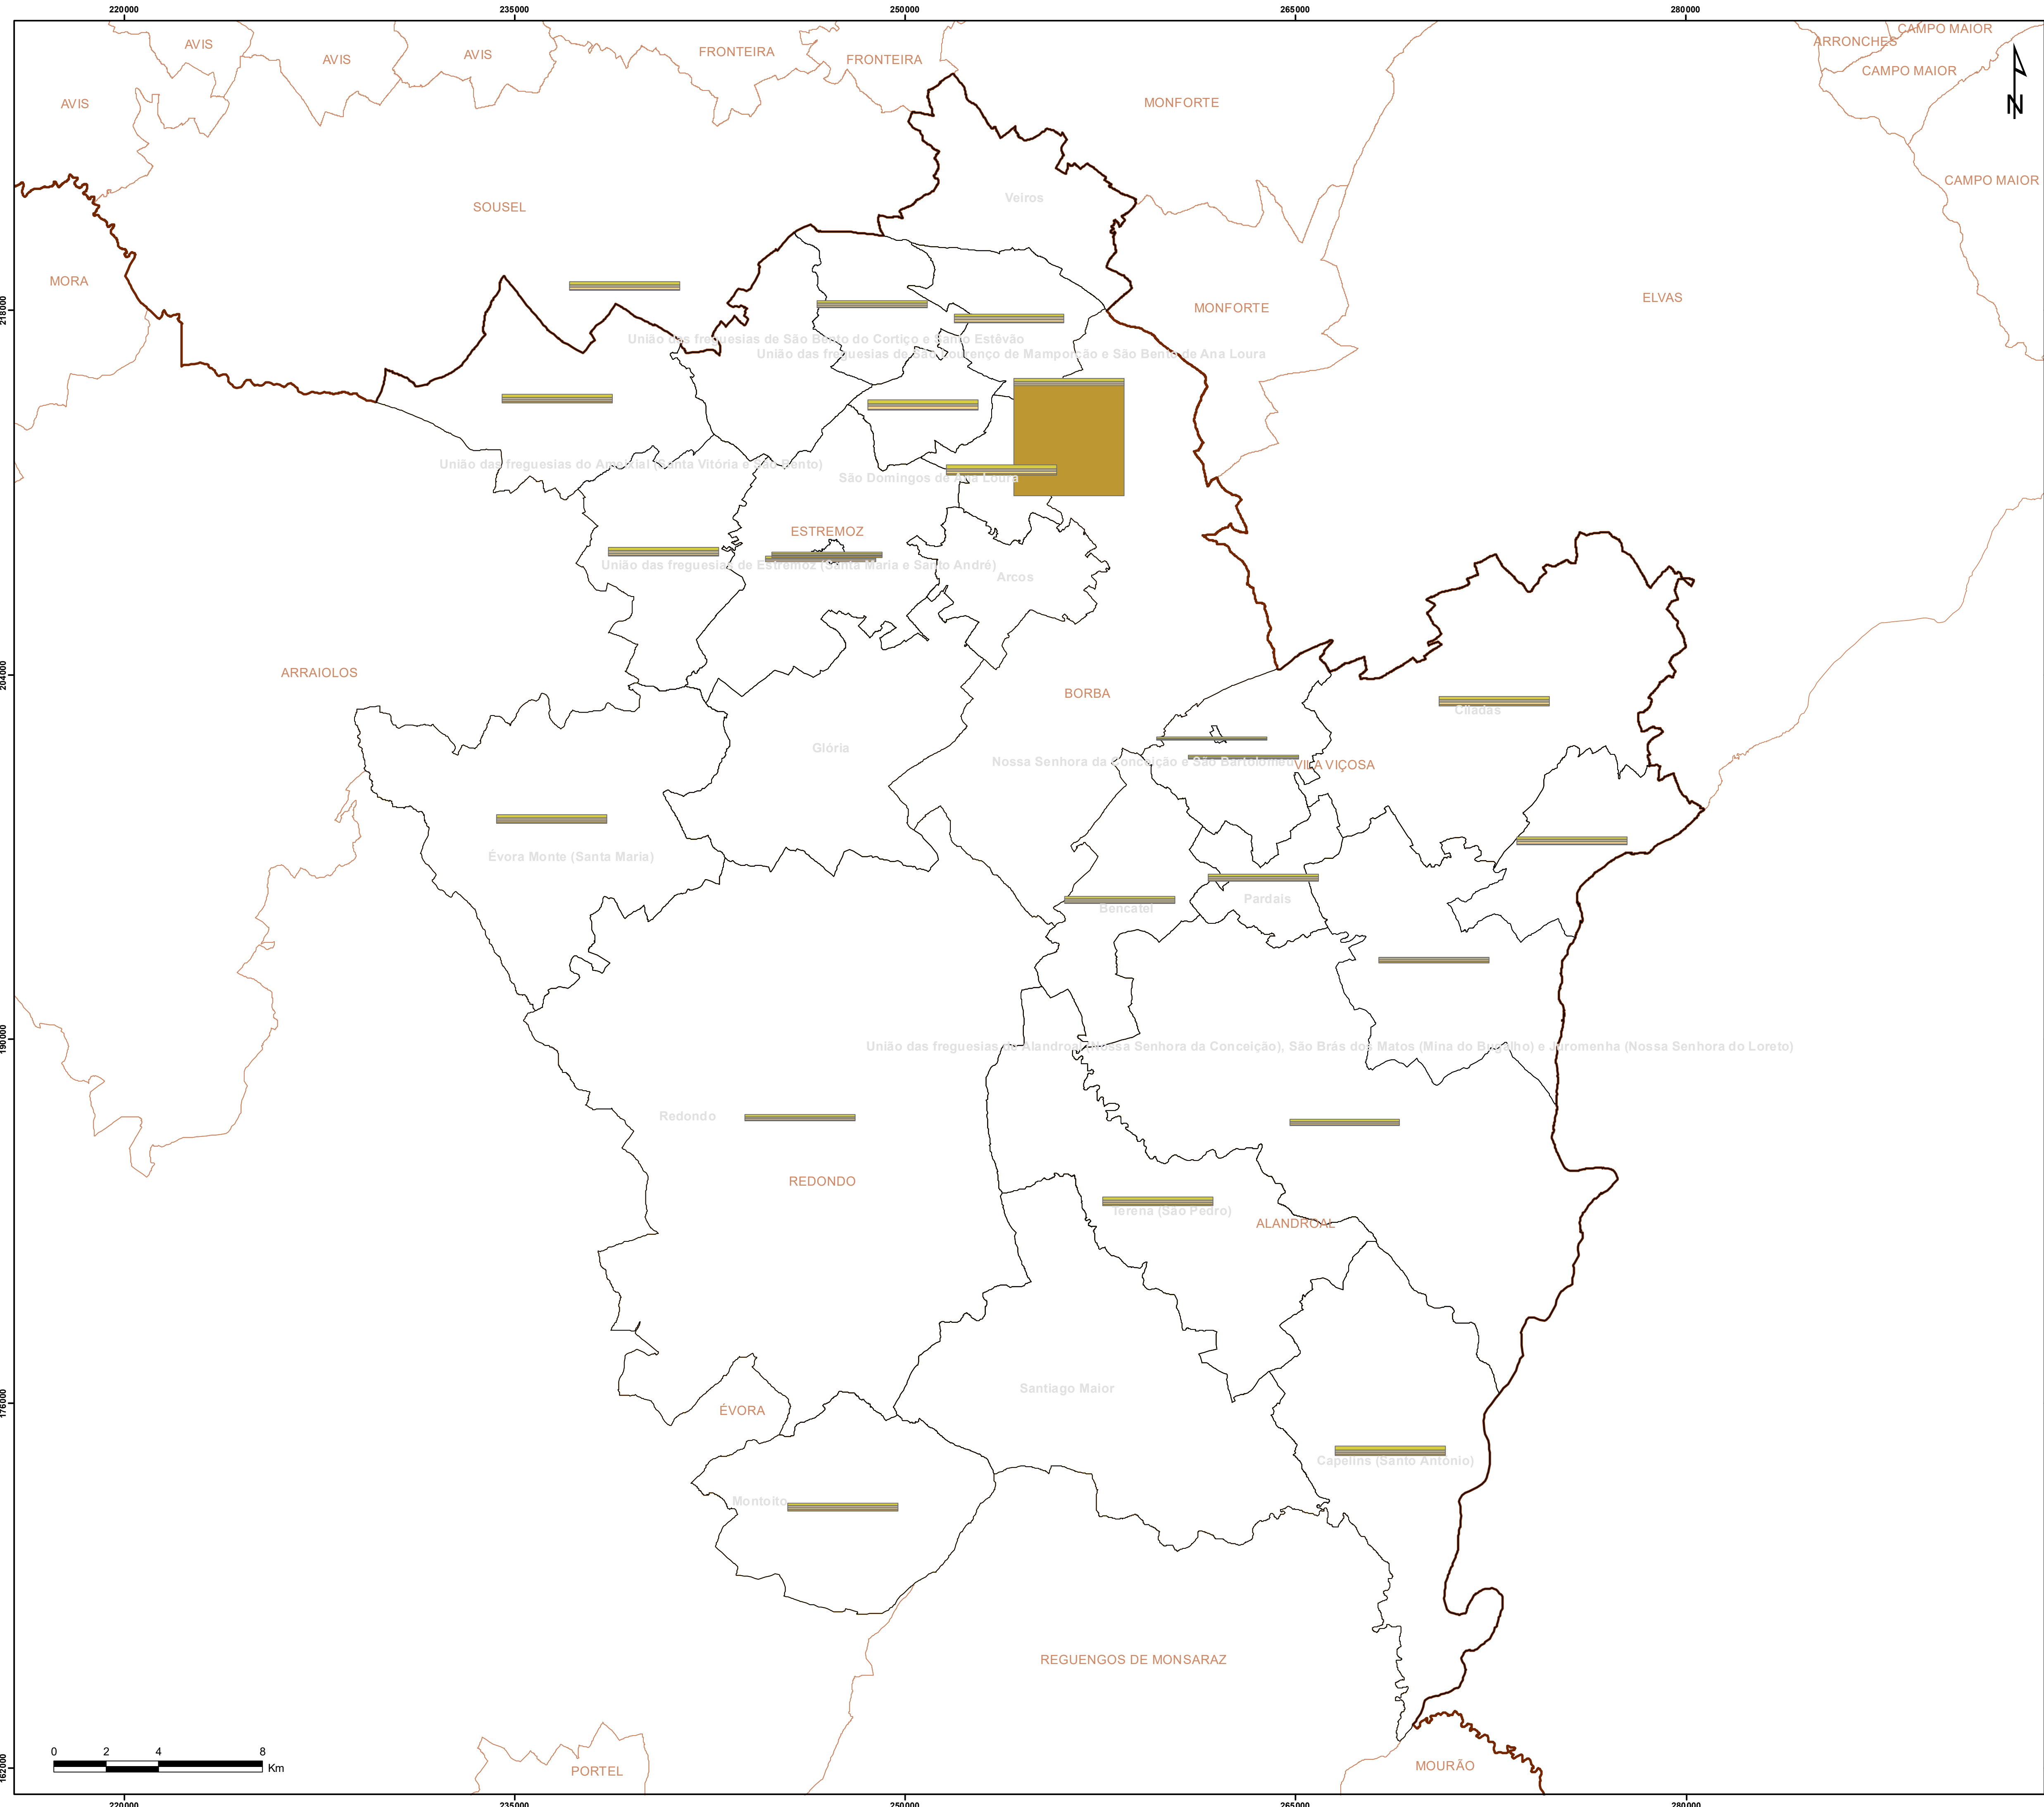 220000 235000 250000 265000 280000
CAMPO MAIOR
ARRONCHES
AVIS
AVIS
AVIS
FRONTEIRA
FRONTEIRA
CAMPO MAIOR
AVIS
MONFORTE
N
CAMPO MAIOR
Veiros
SOUSEL
MORA
ELVAS
MONFORTE
218000
União das freguesias de São Bento do Cortiço e Santo Estêvão
União das freguesias de São Lourenço de Mamporcão e São Bento de Ana Loura
União das freguesias do Ameixial (Santa Vitória e São Bento)
São Domingos de Ana Loura
ESTREMOZ
União das freguesias de Estremoz (Santa Maria e Santo André)
Arcos
204000
ARRAIOLOS
BORBA
Ciladas
Glória
Nossa Senhora da Conceição e São Bartolomeu
VILA VIÇOSA
Évora Monte (Santa Maria)
Pardais
Bencatel
190000
União das freguesias de Alandroal (Nossa Senhora da Conceição), São Brás dos Matos (Mina do Bugalho) e Juromenha (Nossa Senhora do Loreto)
Redondo
REDONDO
Terena (São Pedro)
ALANDROAL
Santiago Maior
176000
ÉVORA
Capelins (Santo António)
Montoito
REGUENGOS DE MONSARAZ
0 2 4 8
Km
PORTEL
MOURÃO
162000
220000 235000 250000 265000 280000